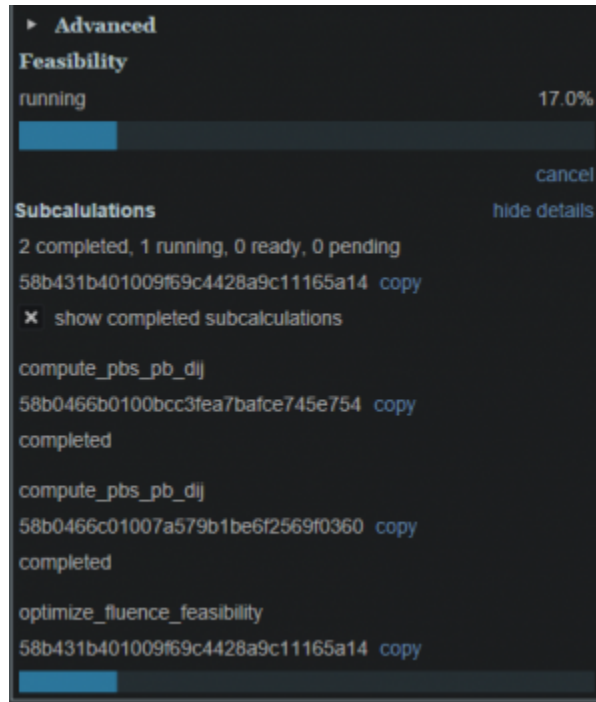 Advanced
Feasibility
running 17.0%
cancel
Subcalulations hide details
2 completed, 1 running, 0 ready, 0 pending
58b431b401009f69c4428a9c11165a14 copy
show completed subcalculations
compute_pbs_pb_dij
58b0466b0100bcc3fea7bafce745e754 copy
completed
compute_pbs_pb_dij
58b0466c01007a579b1be6f2569f0360 copy
completed
optimize_fluence_feasibility
58b431b401009f69c4428a9c11165a14 copy